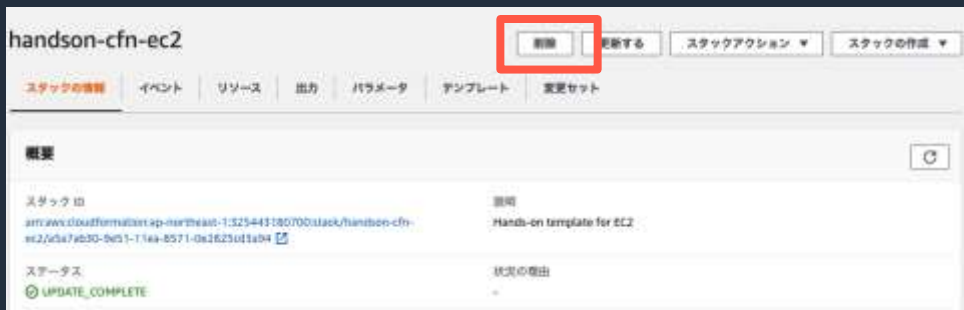 handson-cfn-ec2
削除 更新する スタックアクション スタックの作成
スタックの情報 イベント リソース 出力 パラメータ テンプレート 変更セット
概要
スタック ID 説明
arn:aws:cloudformation:ap-northeast-1:325443180700:stack/handson-cfn- Hands-on template for EC2
ステータス 状況の理由
UPDATE_COMPLETE -